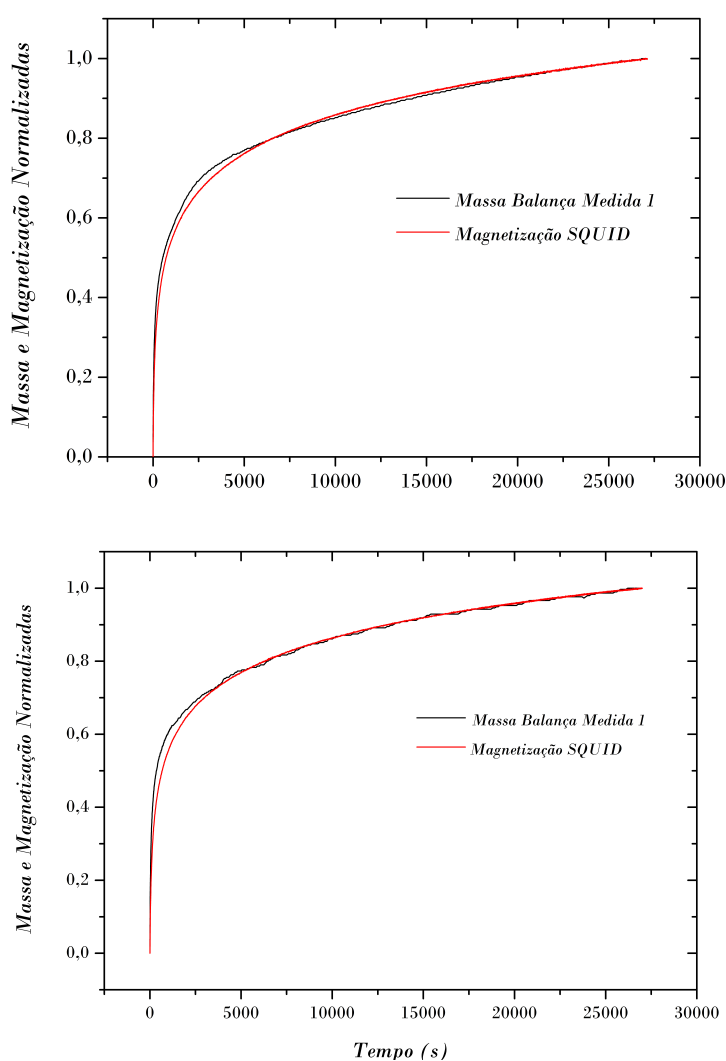 Massa e Magnetização Normalizadas
1,0
0,8
0,6
0,4
0,2
0,0
Massa Balança Medida 1
Magnetização SQUID
0 5000 10000 15000 20000 25000 30000
Massa e Magnetização Normalizadas
1,0
0,8
0,6
0,4
0,2
0,0
Massa Balança Medida 1
Magnetização SQUID
0 5000 10000 15000 20000 25000 30000
Tempo (s)